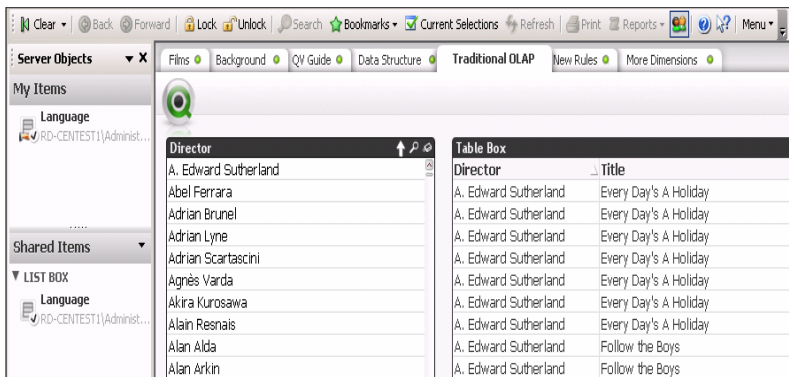 Clear Back Forward Lock Unlock Search Bookmarks Current Selections Refresh Print Reports Menu
Server Objects X
Films Background QV Guide Data Structure Traditional OLAP New Rules More Dimensions
My Items
Language
RD-CENTEST1\Administ...
Shared Items
LIST BOX
Language
RD-CENTEST1\Administ...
Director
A. Edward Sutherland
Abel Ferrara
Adrian Brunel
Adrian Lyne
Adrian Scartascini
Agnès Varda
Akira Kurosawa
Alain Resnais
Alan Alda
Alan Arkin
Table Box
Director Title
A. Edward Sutherland Every Day's A Holiday
A. Edward Sutherland Every Day's A Holiday
A. Edward Sutherland Every Day's A Holiday
A. Edward Sutherland Every Day's A Holiday
A. Edward Sutherland Every Day's A Holiday
A. Edward Sutherland Every Day's A Holiday
A. Edward Sutherland Every Day's A Holiday
A. Edward Sutherland Every Day's A Holiday
A. Edward Sutherland Follow the Boys
A. Edward Sutherland Follow the Boys